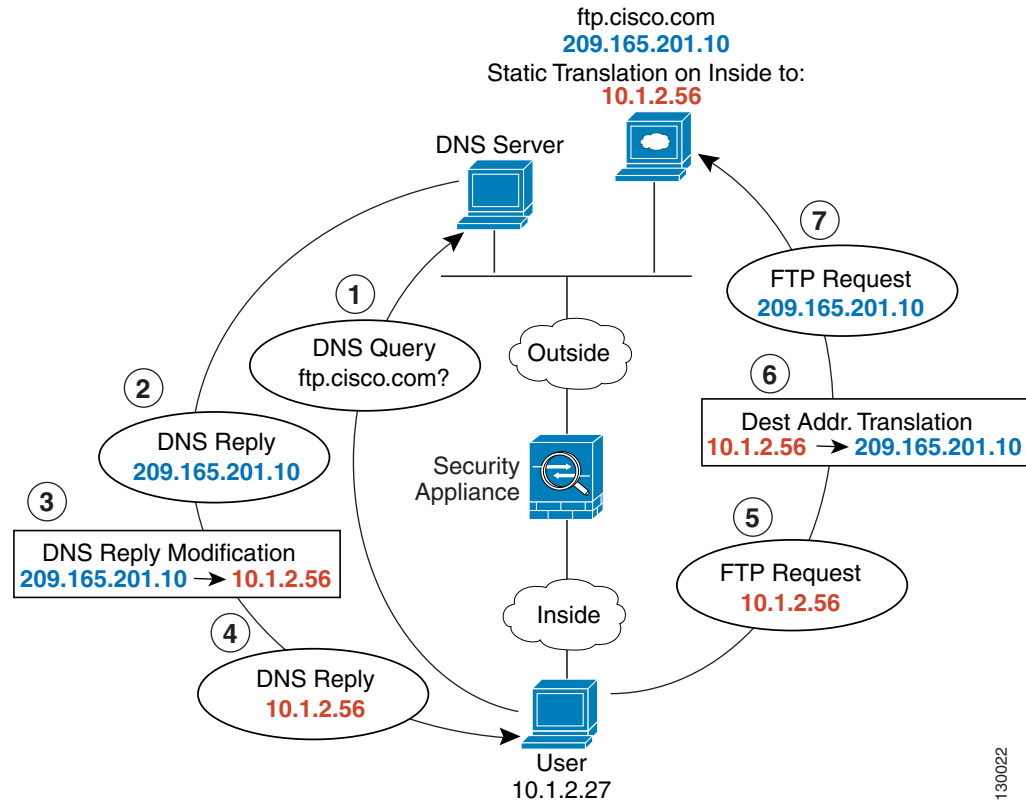 ftp.cisco.com
209.165.201.10
Static Translation on Inside to:
10.1.2.56
DNS Server
7
FTP Request
209.165.201.10
1
DNS Query
ftp.cisco.com?
Outside
2
DNS Reply
209.165.201.10
6
Dest Addr. Translation
10.1.2.56 → 209.165.201.10
Security
Appliance
3
DNS Reply Modification
209.165.201.10 → 10.1.2.56
5
FTP Request
10.1.2.56
Inside
4
DNS Reply
10.1.2.56
User
10.1.2.27
130022